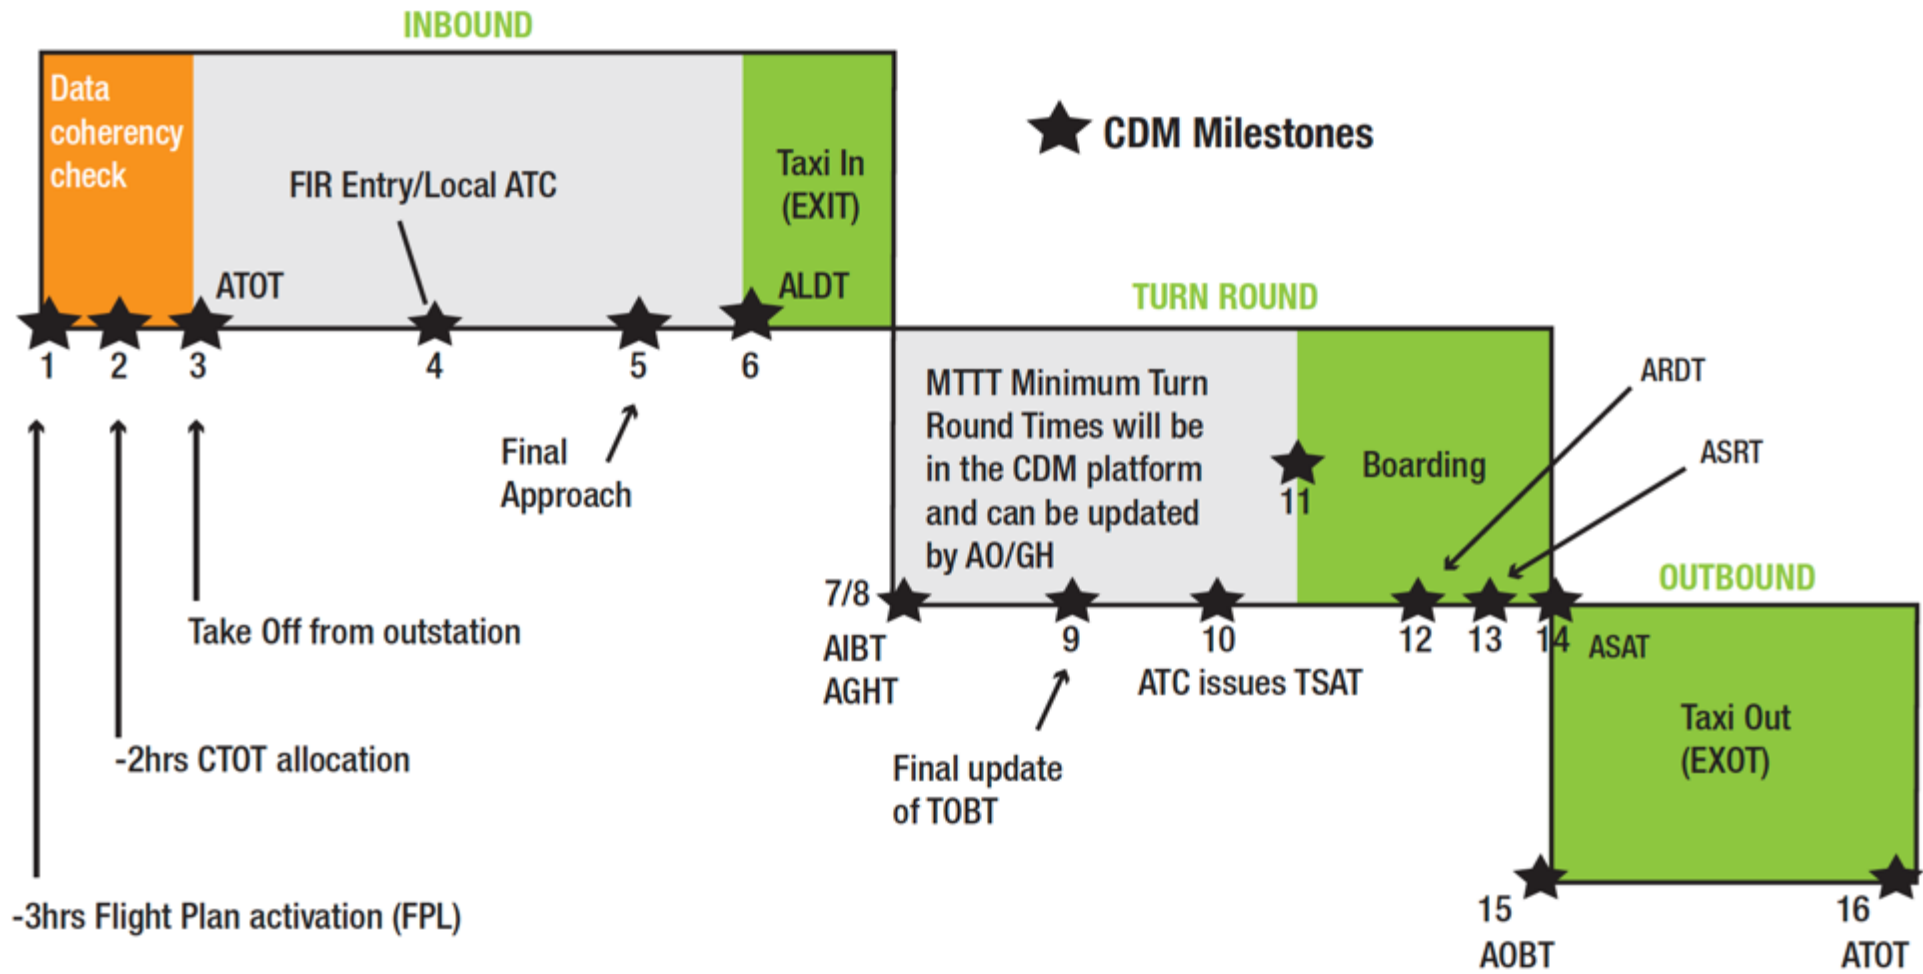 INBOUND
Data
coherency
check
FIR Entry/Local ATC
Taxi In
(EXIT)
ATOT
ALDT
CDM Milestones
1
2
3
4
5
6
TURN ROUND
Final
Approach
MTTT Minimum Turn
Round Times will be
in the CDM platform
and can be updated
by AO/GH
11
Boarding
ARDT
ASRT
Take Off from outstation
-2hrs CTOT allocation
-3hrs Flight Plan activation (FPL)
7/8
AIBT
AGHT
9
10
12
13
14
ASAT
ATC issues TSAT
Final update
of TOBT
OUTBOUND
Taxi Out
(EXOT)
15
AOBT
16
ATOT